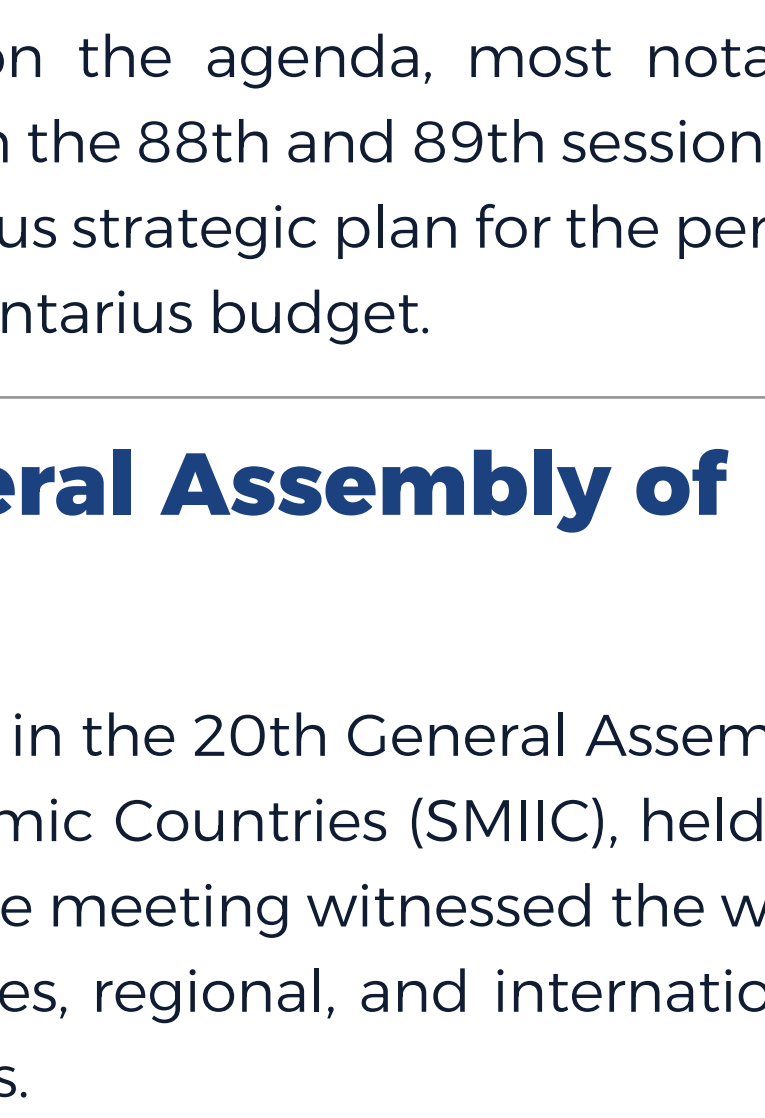 on the agenda, most nota
the 88th and 89th session
us strategic plan for the per
ntarius budget.
eral Assembly of
in the 20th General Assem
mic Countries (SMIIC), held
e meeting witnessed the w
es, regional, and internatio
s.